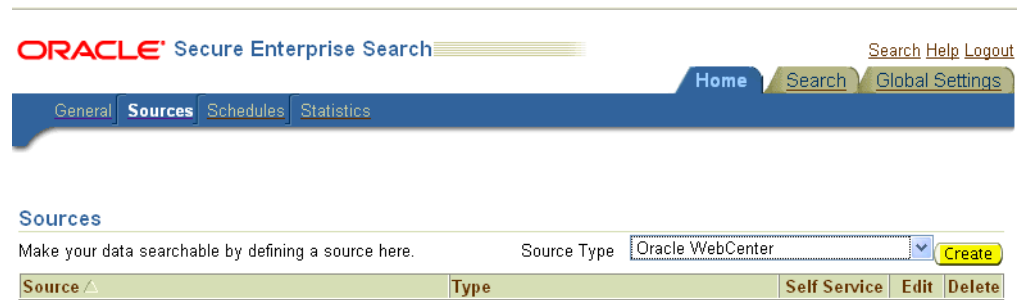 ORACLE Secure Enterprise Search
Search Help Logout
Home Search Global Settings
General Sources Schedules Statistics
Sources
Make your data searchable by defining a source here. Source Type Oracle WebCenter Create
Source Type Self Service Edit Delete